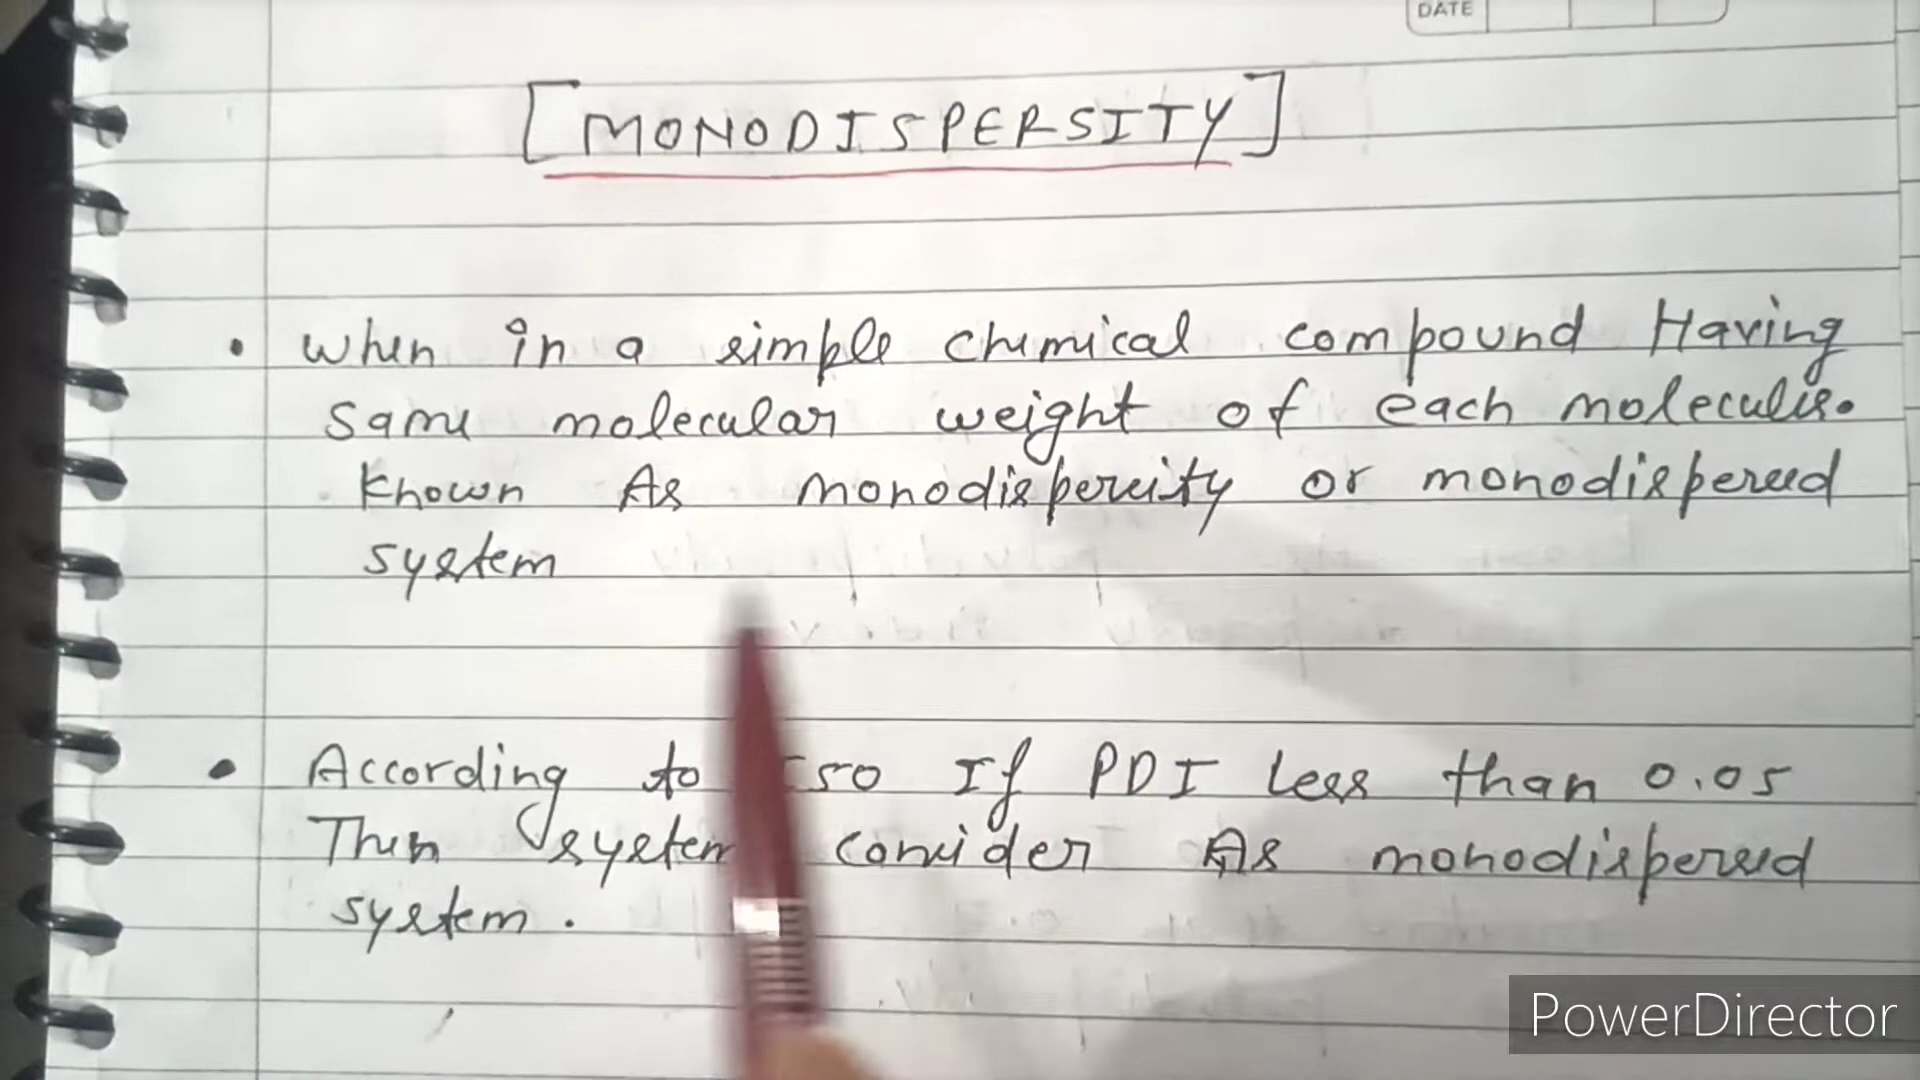 DATE
[MONODISPERSITY]
• When in a simple chemical compound Having
same molecular weight of each molecules.
Known As monodispersity or monodispersed
system
• According to ISO If PDI Less than 0.05
Then system consider As monodispersed
system.
PowerDirector